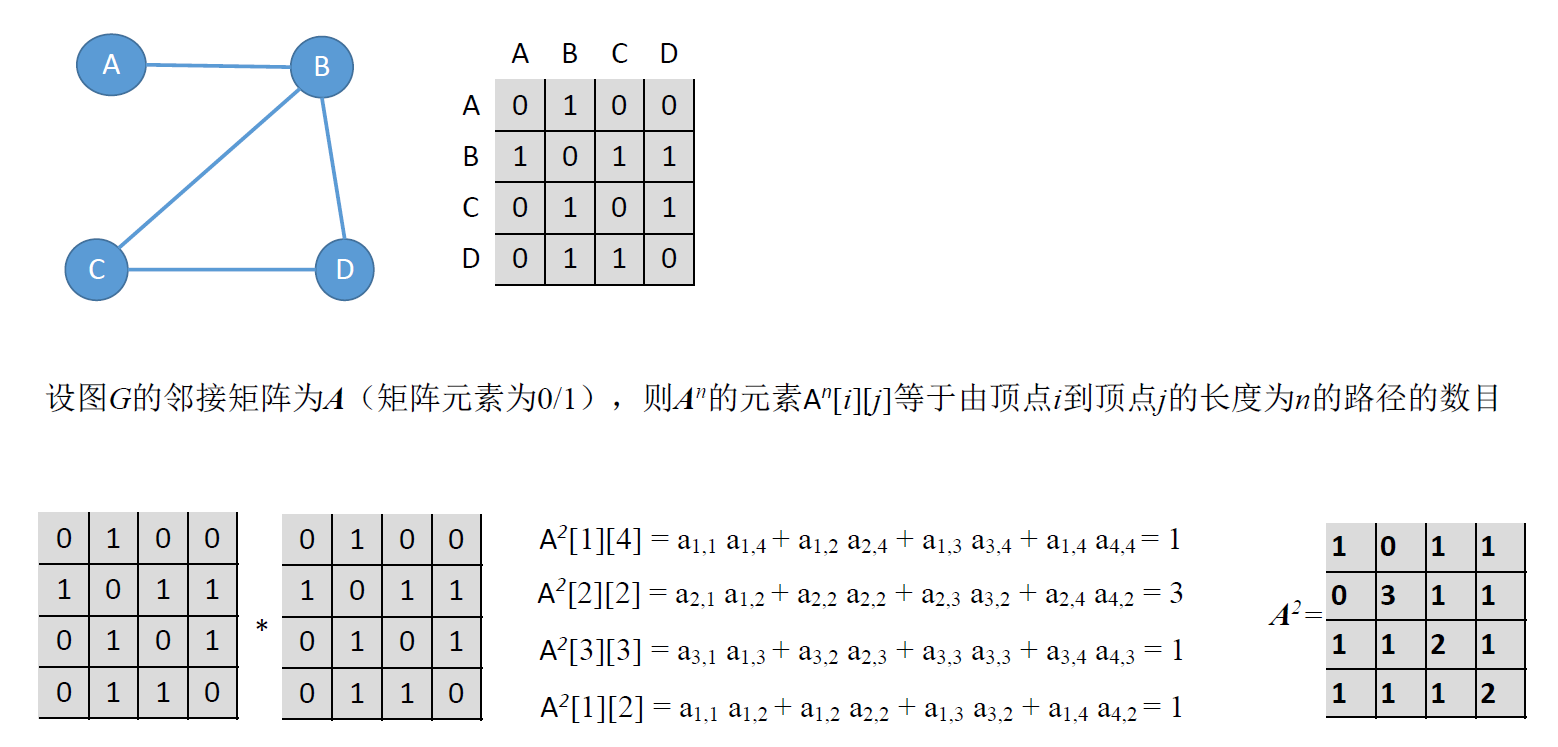 A B
C D
A B C D
A 0 1 0 0
B 1 0 1 1
C 0 1 0 1
D 0 1 1 0
设图G的邻接矩阵为A（矩阵元素为0/1），则Aⁿ的元素Aⁿ[i][j]等于由顶点i到顶点j的长度为n的路径的数目
0 1 0 0
1 0 1 1
0 1 0 1
0 1 1 0
*
0 1 0 0
1 0 1 1
0 1 0 1
0 1 1 0
A²[1][4] = a₁,₁ a₁,₄ + a₁,₂ a₂,₄ + a₁,₃ a₃,₄ + a₁,₄ a₄,₄ = 1
A²[2][2] = a₂,₁ a₁,₂ + a₂,₂ a₂,₂ + a₂,₃ a₃,₂ + a₂,₄ a₄,₂ = 3
A²[3][3] = a₃,₁ a₁,₃ + a₃,₂ a₂,₃ + a₃,₃ a₃,₃ + a₃,₄ a₄,₃ = 1
A²[1][2] = a₁,₁ a₁,₂ + a₁,₂ a₂,₂ + a₁,₃ a₃,₂ + a₁,₄ a₄,₂ = 1
A² =
1 0 1 1
0 3 1 1
1 1 2 1
1 1 1 2